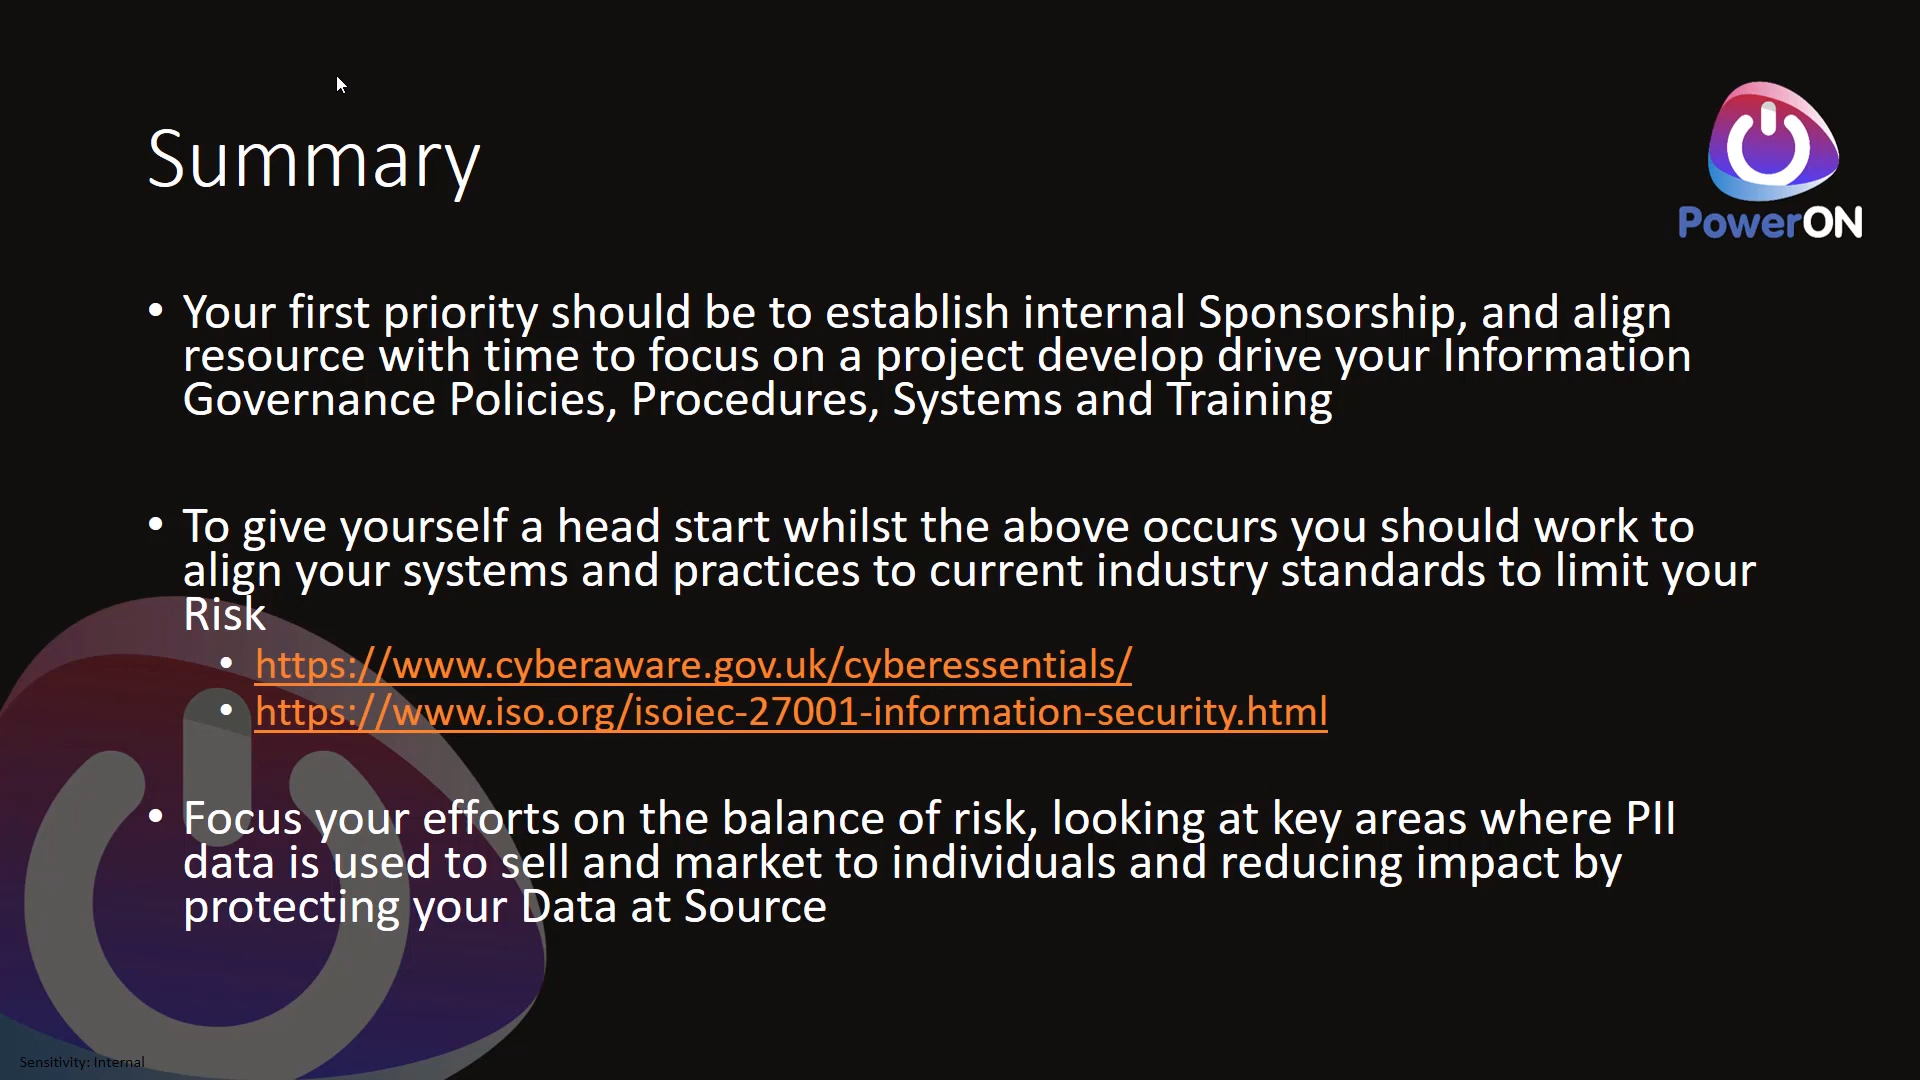 Summary
PowerON
• Your first priority should be to establish internal Sponsorship, and align
resource with time to focus on a project develop drive your Information
Governance Policies, Procedures, Systems and Training
• To give yourself a head start whilst the above occurs you should work to
align your systems and practices to current industry standards to limit your
Risk
• https://www.cyberaware.gov.uk/cyberessentials/
• https://www.iso.org/isoiec-27001-information-security.html
• Focus your efforts on the balance of risk, looking at key areas where PII
data is used to sell and market to individuals and reducing impact by
protecting your Data at Source
Sensitivity: Internal